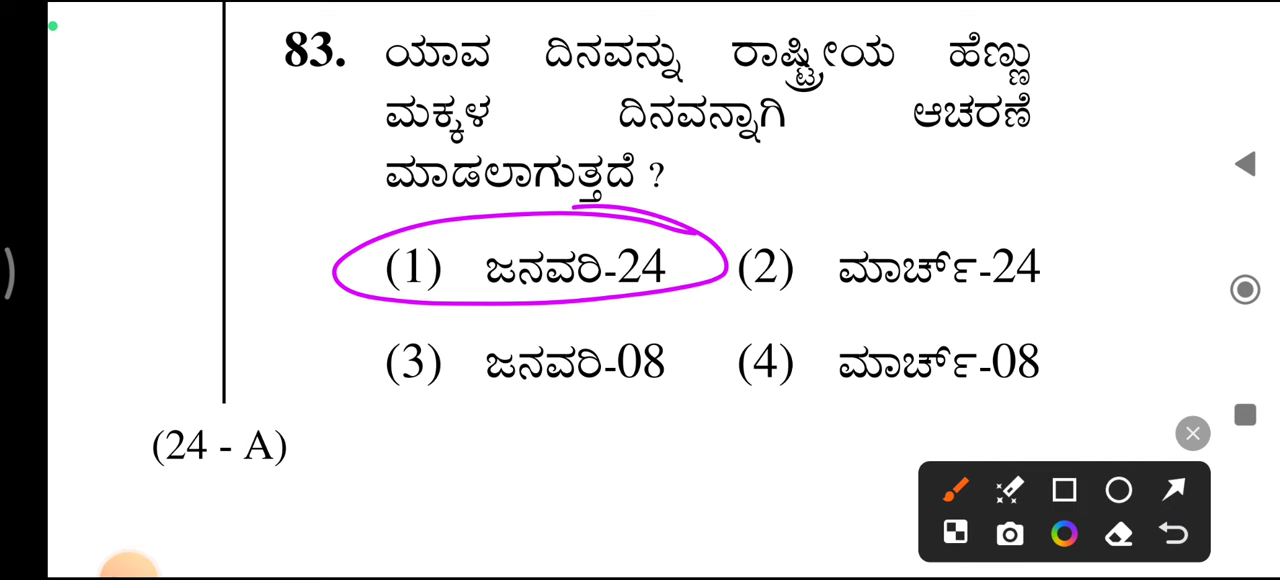 83. ಯಾವ ದಿನವನ್ನು ರಾಷ್ಟ್ರೀಯ ಹೆಣ್ಣು
ಮಕ್ಕಳ ದಿನವನ್ನಾಗಿ ಆಚರಣೆ
ಮಾಡಲಾಗುತ್ತದೆ ?
(1) ಜನವರಿ-24 (2) ಮಾರ್ಚ್-24
(3) ಜನವರಿ-08 (4) ಮಾರ್ಚ್-08
(24 - A)